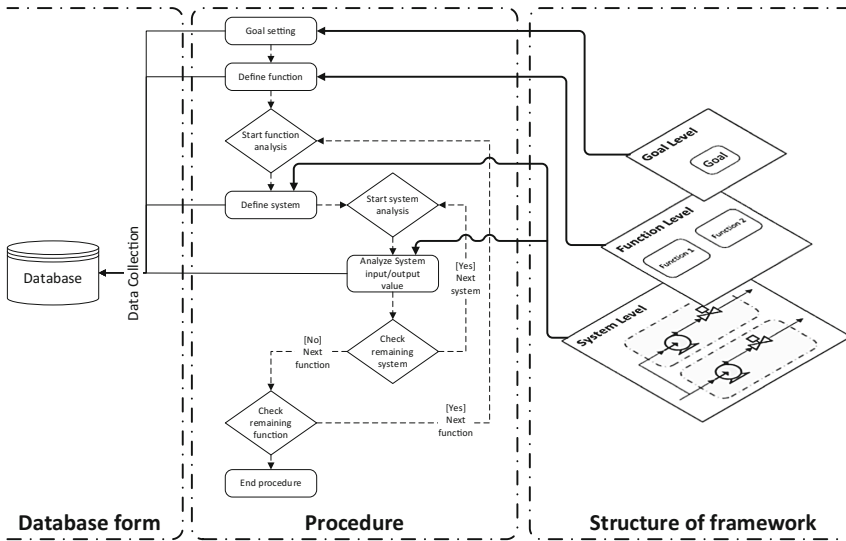 Goal setting
Define function
Start function
analysis
Define system
Start system
analysis
Analyze System
input/output
value
[Yes]
Next
system
Check
remaining
system
[No]
Next
function
Check
remaining
function
[Yes]
Next
function
End procedure
Database
Data Collection
Goal Level
Goal
Function Level
Function 1
Function 2
System Level
Database form
Procedure
Structure of framework